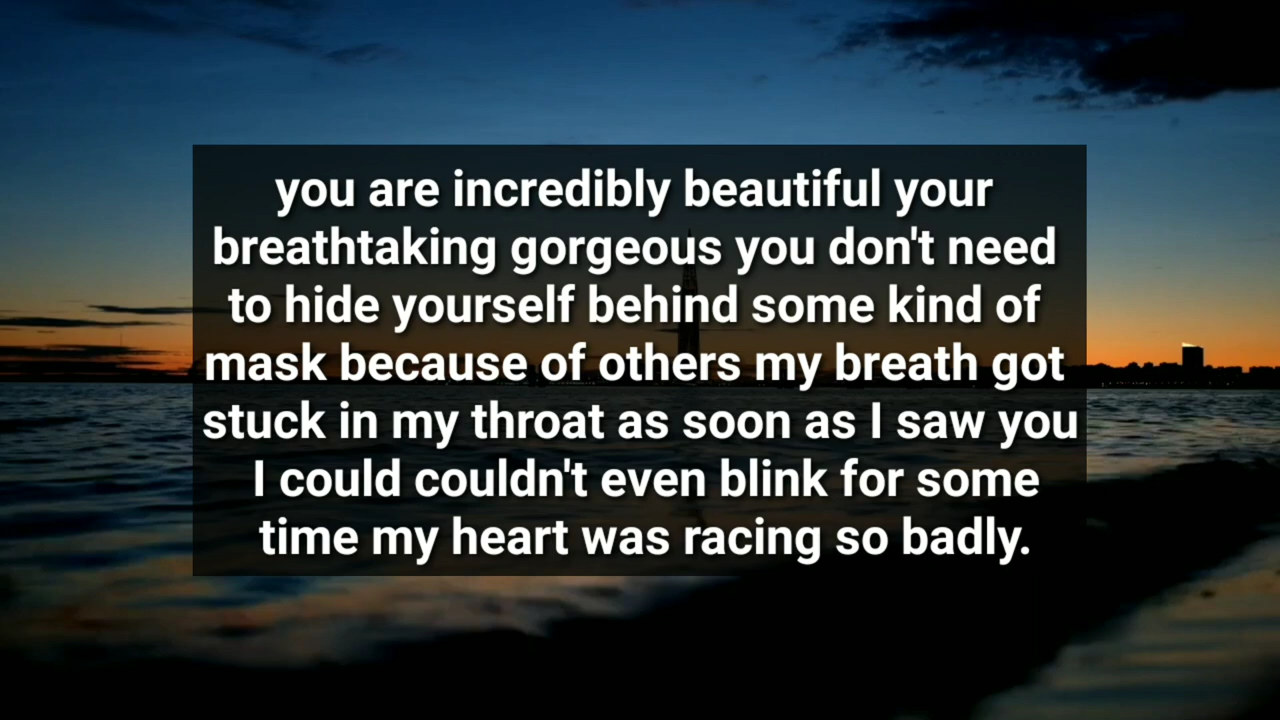 you are incredibly beautiful your
breathtaking gorgeous you don't need
to hide yourself behind some kind of
mask because of others my breath got
stuck in my throat as soon as I saw you
I could couldn't even blink for some
time my heart was racing so badly.